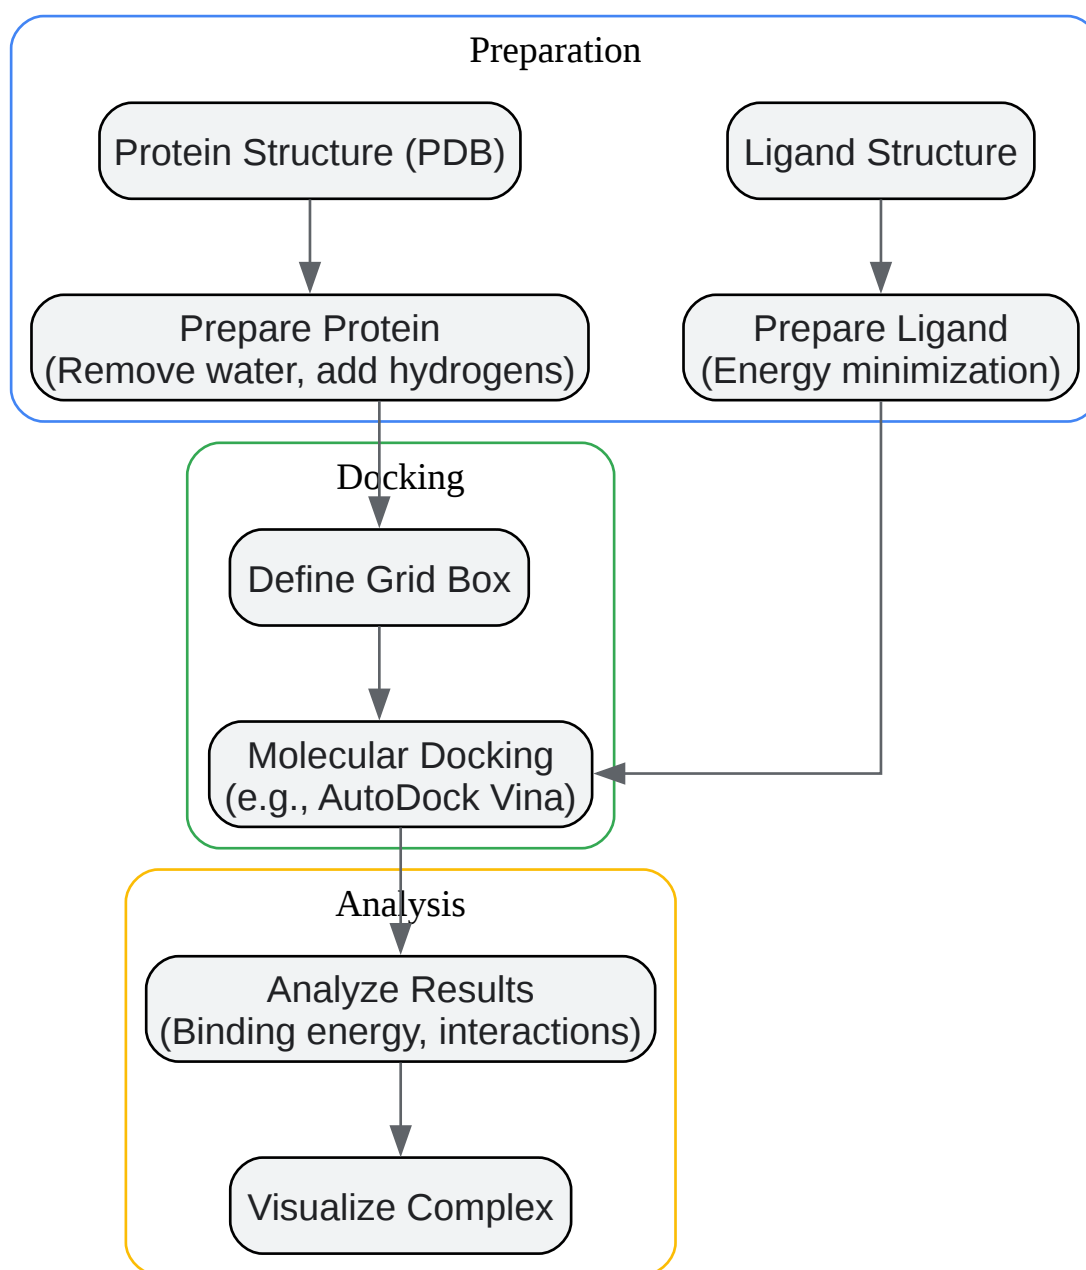 Preparation
Protein Structure (PDB)
Ligand Structure
Prepare Protein
(Remove water, add hydrogens)
Prepare Ligand
(Energy minimization)
Docking
Define Grid Box
Molecular Docking
(e.g., AutoDock Vina)
Analysis
Analyze Results
(Binding energy, interactions)
Visualize Complex